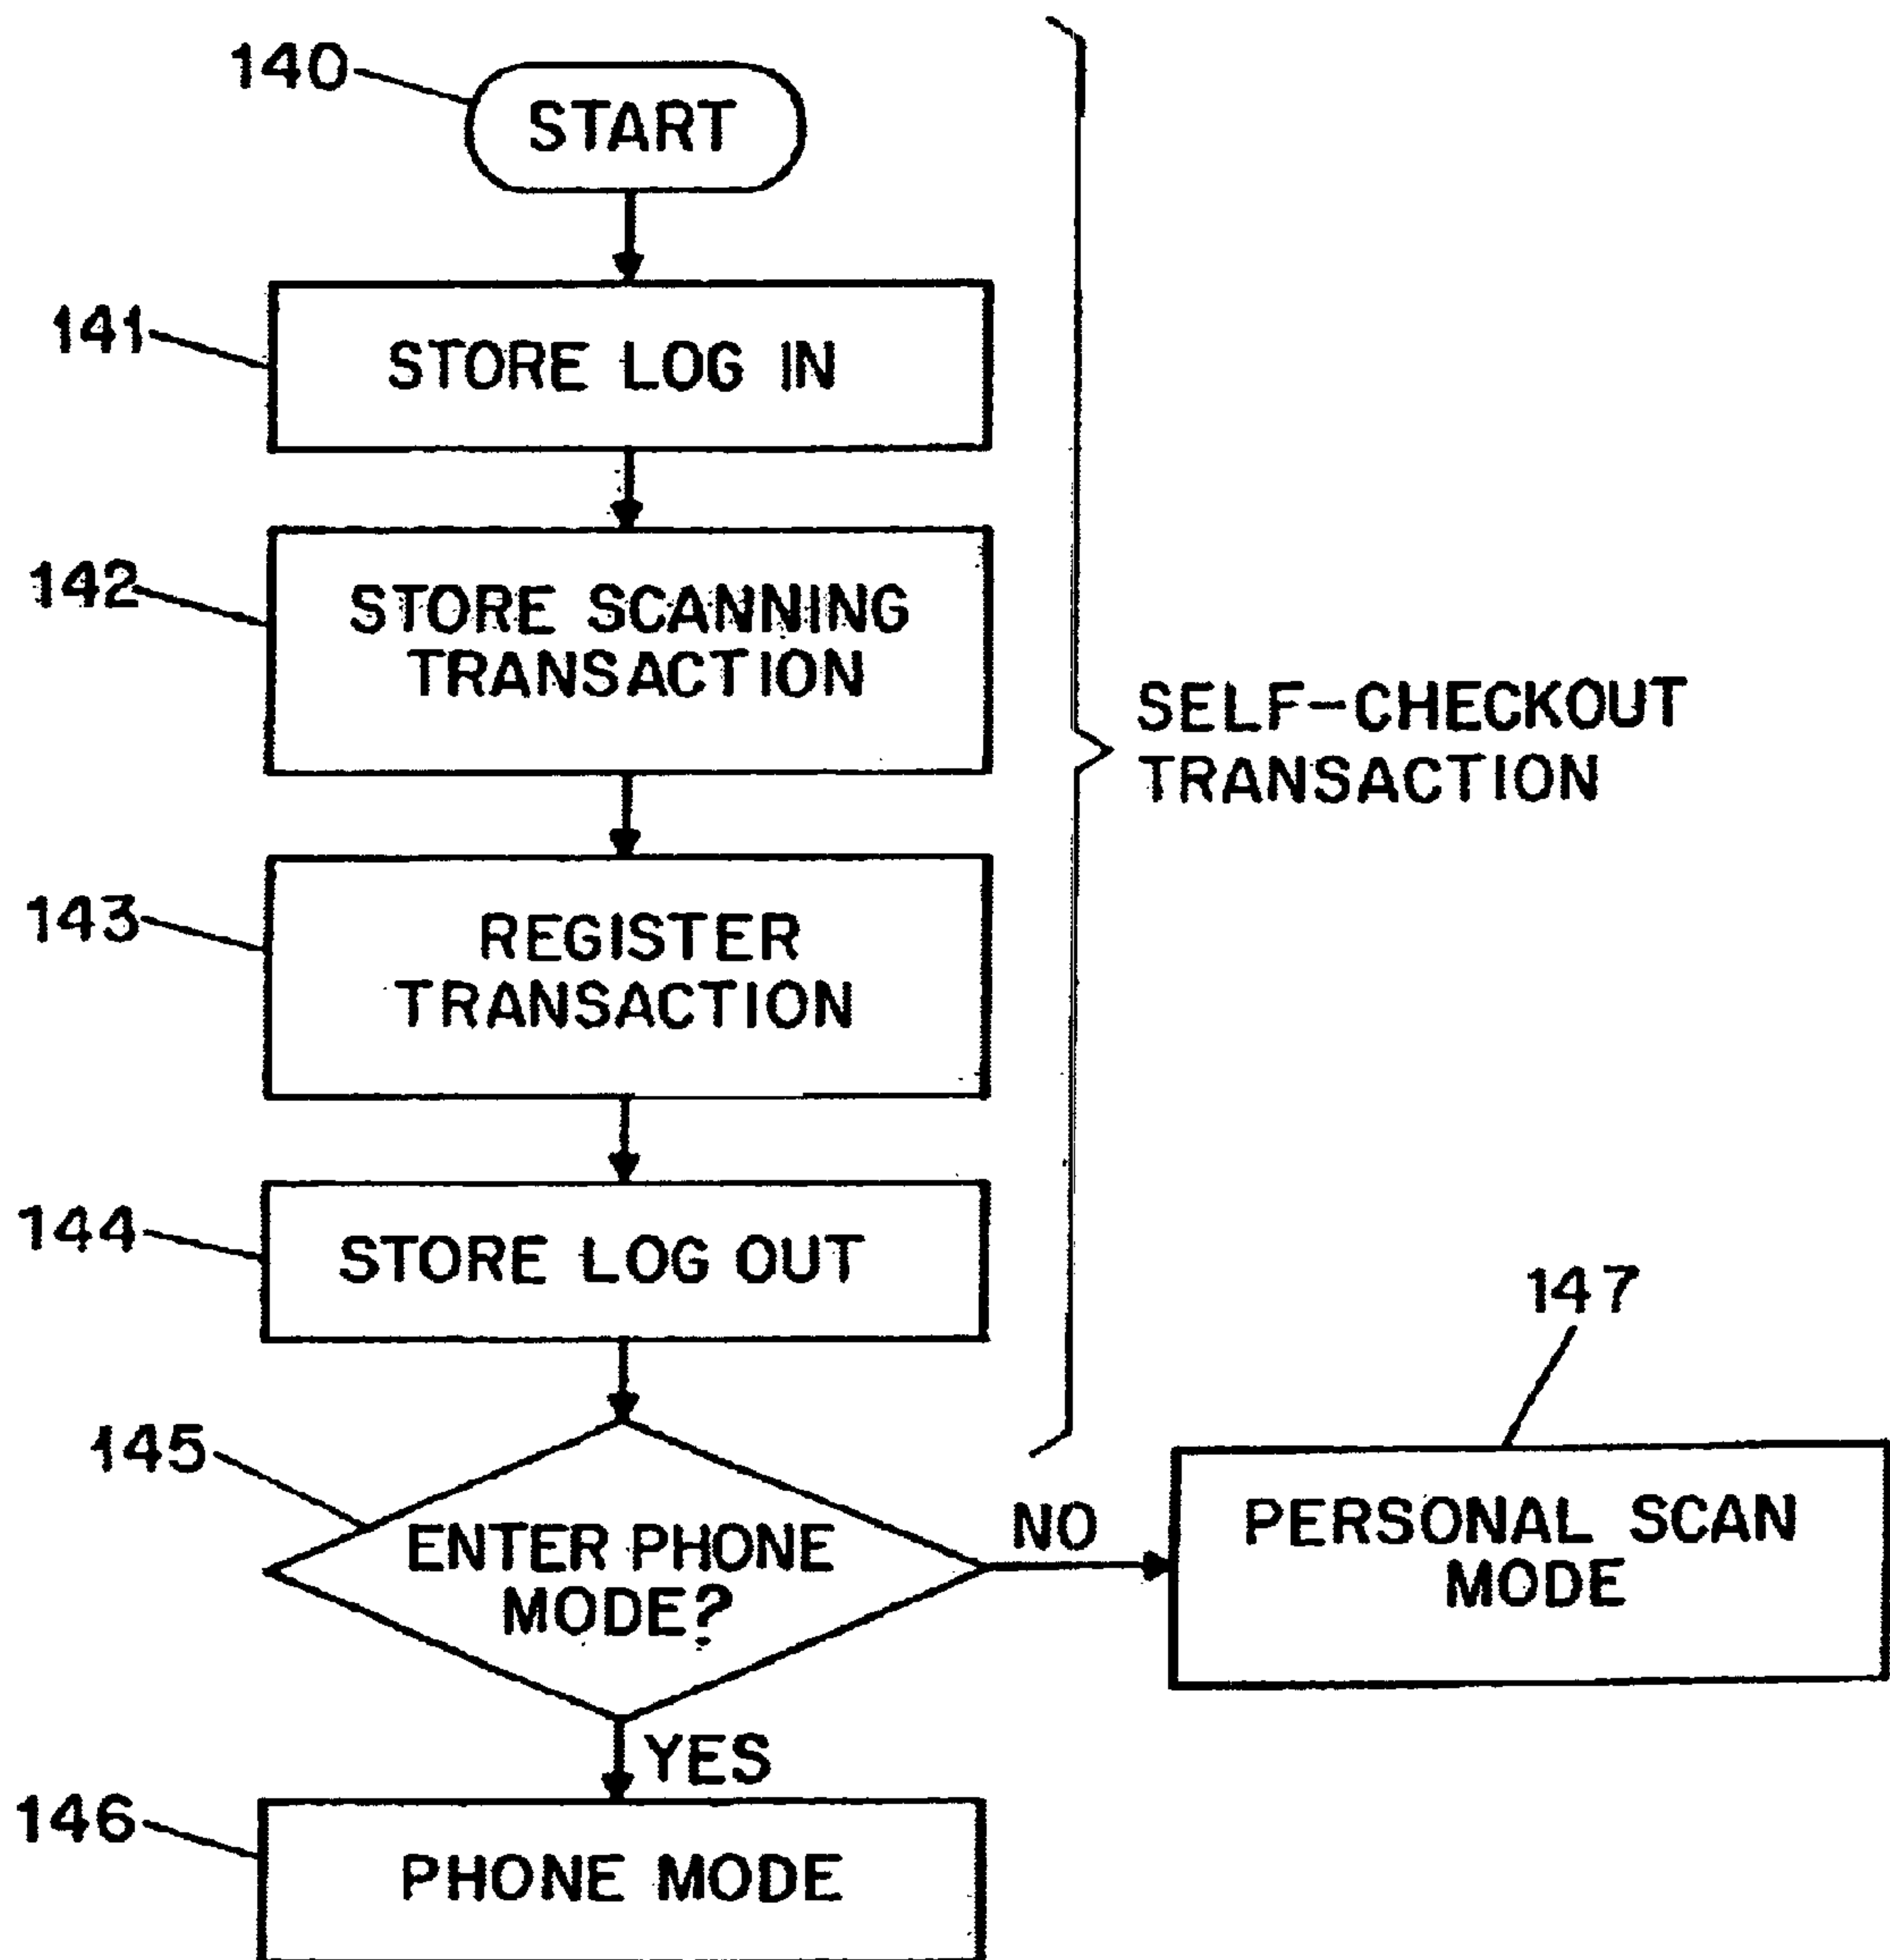 140
START
141
STORE LOG IN
142
STORE SCANNING
TRANSACTION
SELF-CHECKOUT
TRANSACTION
143
REGISTER
TRANSACTION
144
STORE LOG OUT
147
145
ENTER PHONE
MODE?
NO
PERSONAL SCAN
MODE
YES
146
PHONE MODE